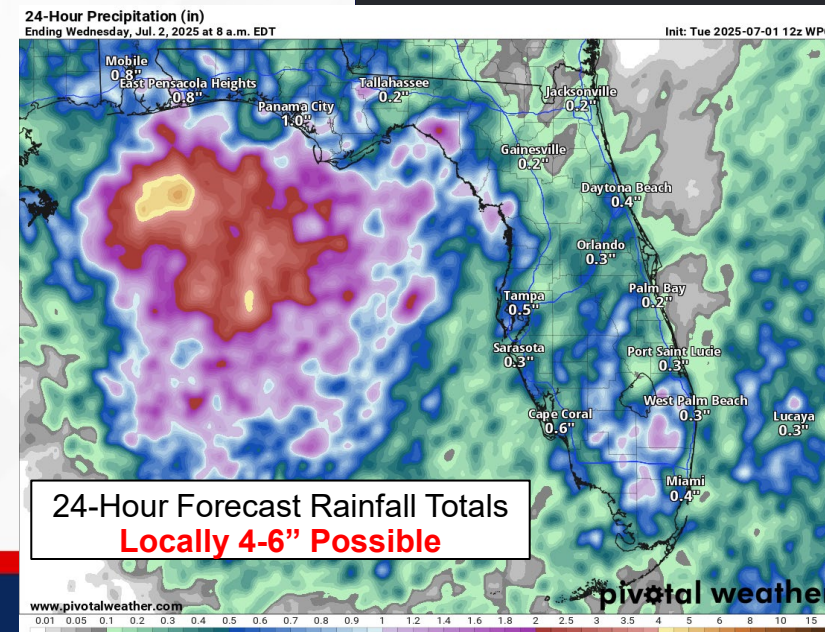 24-Hour Precipitation (in)
Ending Wednesday, Jul. 2, 2025 at 8 a.m. EDT
Init: Tue 2025-07-01 12z WP
Mobile
0.8"
East Pensacola Heights
0.8"
Panama City
1.0"
Tallahassee
0.2"
Jacksonville
0.2"
Gainesville
0.2"
Daytona Beach
0.4"
Orlando
0.3"
Tampa
0.5"
Palm Bay
0.2"
Sarasota
0.3"
Port Saint Lucie
0.3"
West Palm Beach
0.3"
Cape Coral
0.6"
Lucaya
0.3"
Miami
0.4"
24-Hour Forecast Rainfall Totals
Locally 4-6” Possible
pivotal weathe
www.pivotalweather.com
0.01 0.05 0.1 0.2 0.3 0.4 0.5 0.6 0.7 0.8 0.9 1 1.2 1.4 1.6 1.8 2 2.5 3 3.5 4 5 6 8 10 15